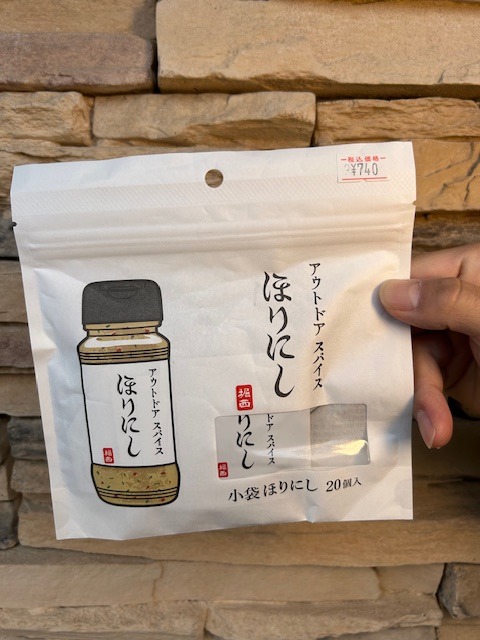 税込価格
¥740
アウトドア スパイス
ほりにし
堀西
アウトドア スパイス
ほりにし
堀西
ドア スパイス
りにし
堀西
小袋 ほりにし 20個入